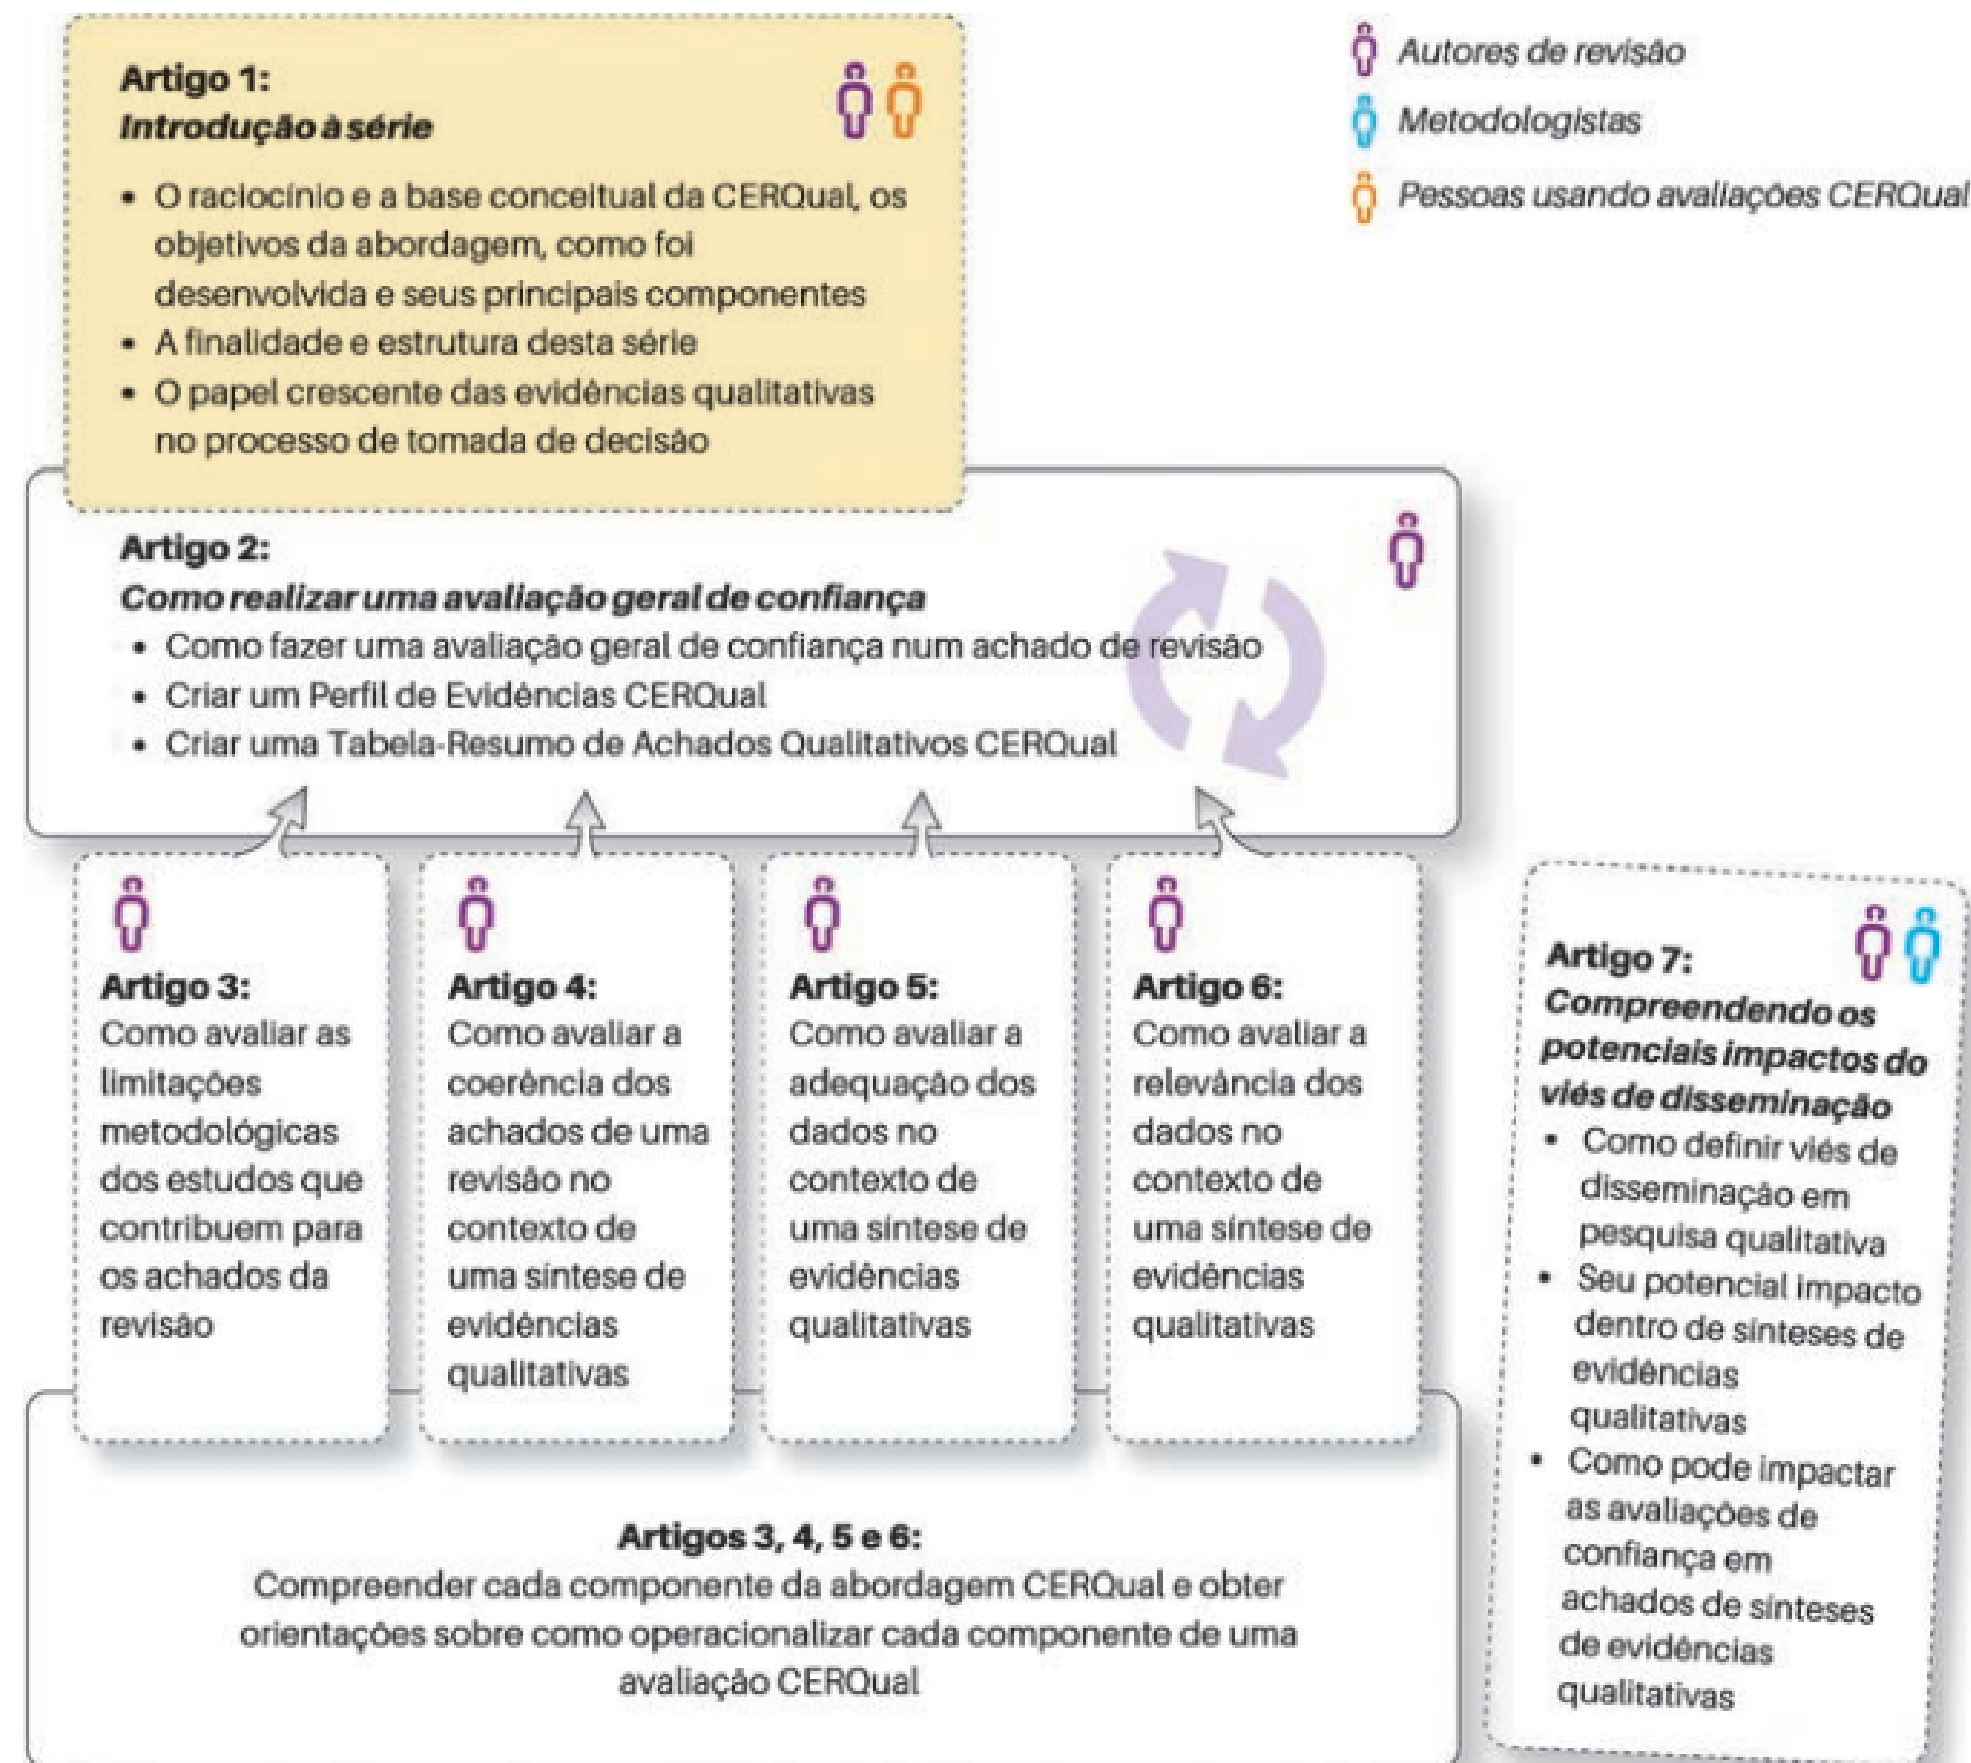 Artigo 1:
Introdução à série
• O raciocínio e a base conceitual da CERQual, os
objetivos da abordagem, como foi
desenvolvida e seus principais componentes
• A finalidade e estrutura desta série
• O papel crescente das evidências qualitativas
no processo de tomada de decisão
Autores de revisão
Metodologistas
Pessoas usando avaliações CERQual
Artigo 2:
Como realizar uma avaliação geral de confiança
• Como fazer uma avaliação geral de confiança num achado de revisão
• Criar um Perfil de Evidências CERQual
• Criar uma Tabela-Resumo de Achados Qualitativos CERQual
Artigo 3:
Como avaliar as
limitações
metodológicas
dos estudos que
contribuem para
os achados da
revisão
Artigo 4:
Como avaliar a
coerência dos
achados de uma
revisão no
contexto de
uma síntese de
evidências
qualitativas
Artigo 5:
Como avaliar a
adequação dos
dados no
contexto de
uma síntese de
evidências
qualitativas
Artigo 6:
Como avaliar a
relevância dos
dados no
contexto de
uma síntese de
evidências
qualitativas
Artigo 7:
Compreendendo os
potenciais impactos do
viés de disseminação
• Como definir viés de
disseminação em
pesquisa qualitativa
• Seu potencial impacto
dentro de sínteses de
evidências
qualitativas
• Como pode impactar
as avaliações de
confiança em
achados de sínteses
de evidências
qualitativas
Artigos 3, 4, 5 e 6:
Compreender cada componente da abordagem CERQual e obter
orientações sobre como operacionalizar cada componente de uma
avaliação CERQual